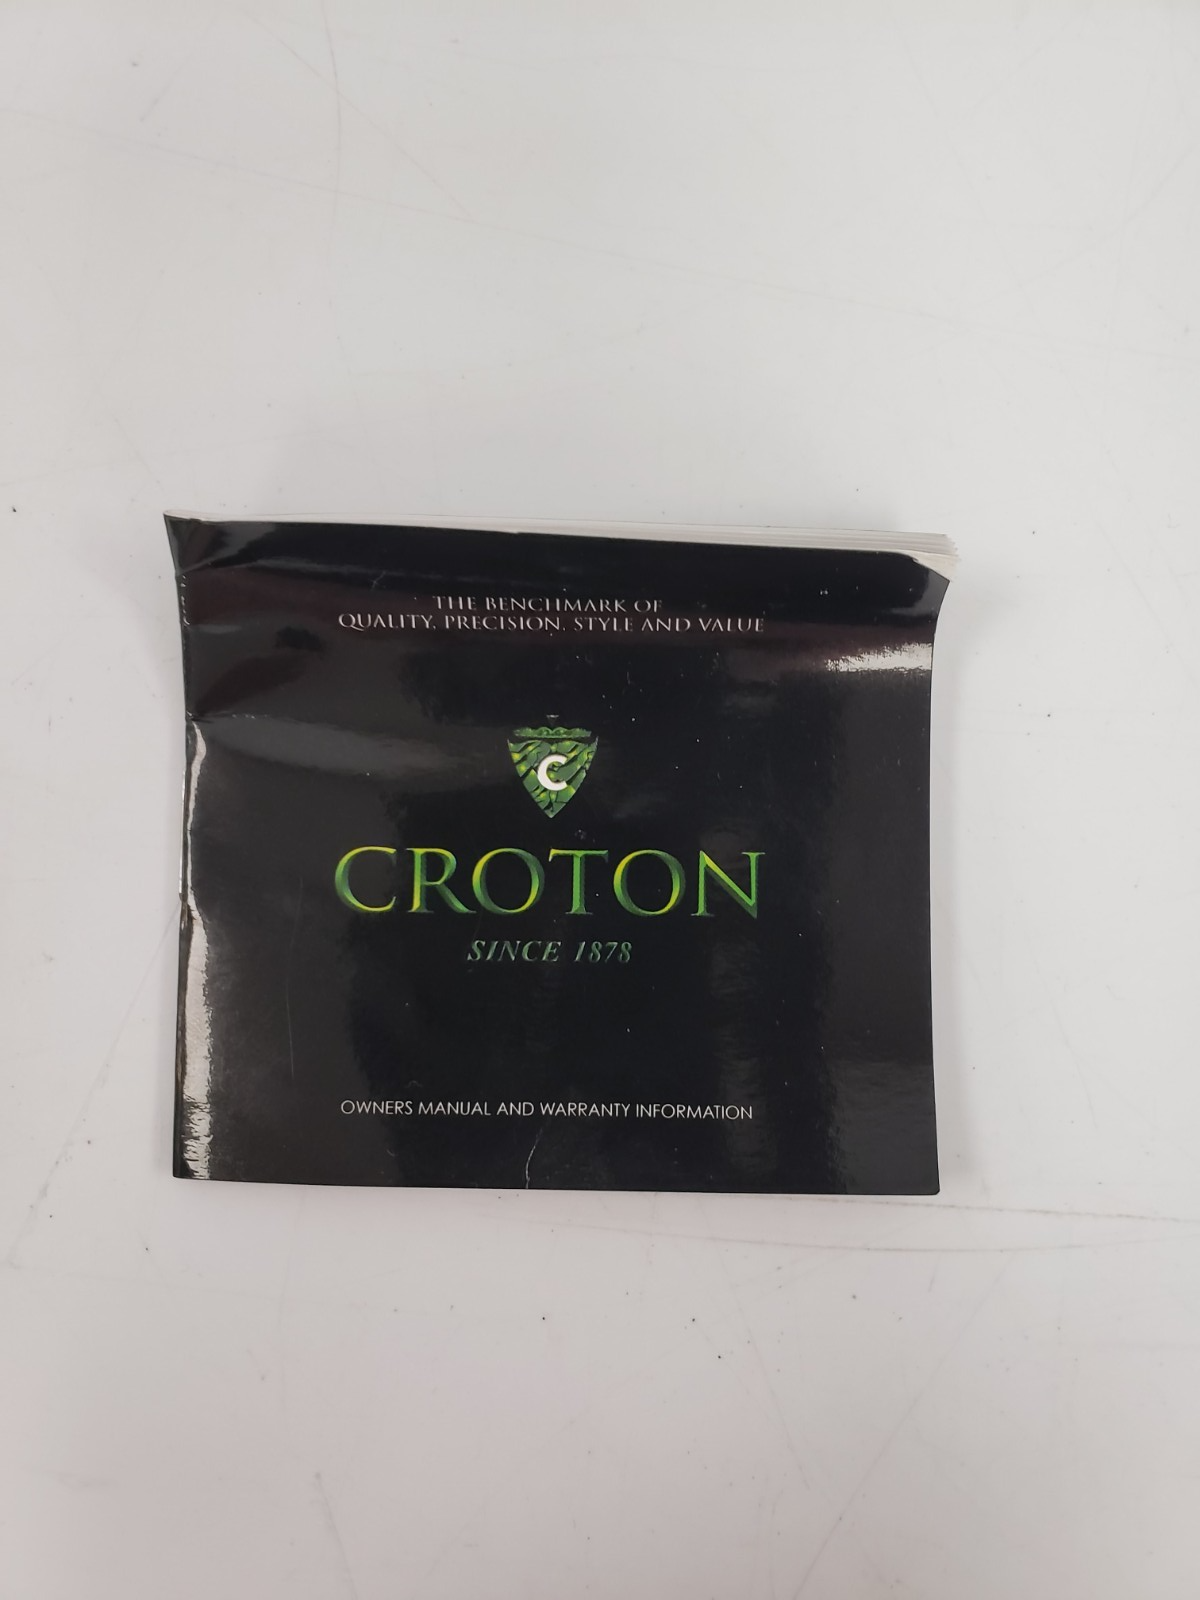 THE BENCHMARK OF
QUALITY, PRECISION, STYLE AND VALUE
C
CROTON
SINCE 1878
OWNERS MANUAL AND WARRANTY INFORMATION